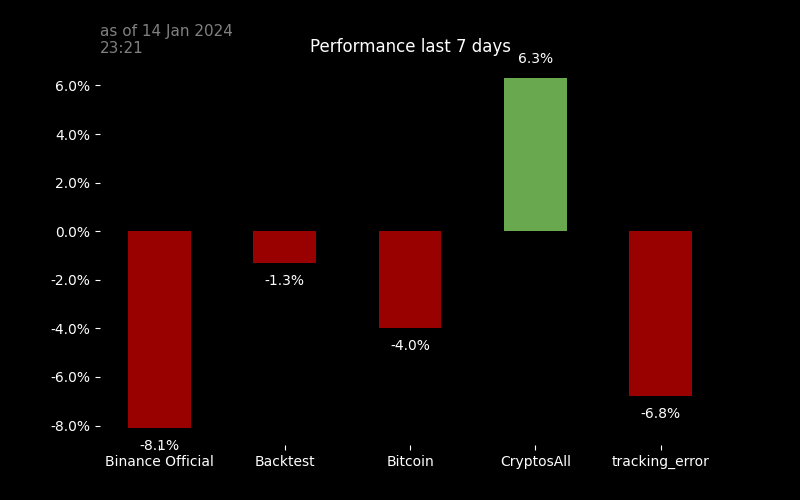 as of 14 Jan 2024
23:21
Performance last 7 days
6.3%
6.0%
4.0%
2.0%
0.0%
-2.0%
-4.0%
-6.0%
-8.0%
-1.3%
-4.0%
-6.8%
-8.1%
Binance Official
Backtest
Bitcoin
CryptosAll
tracking_error